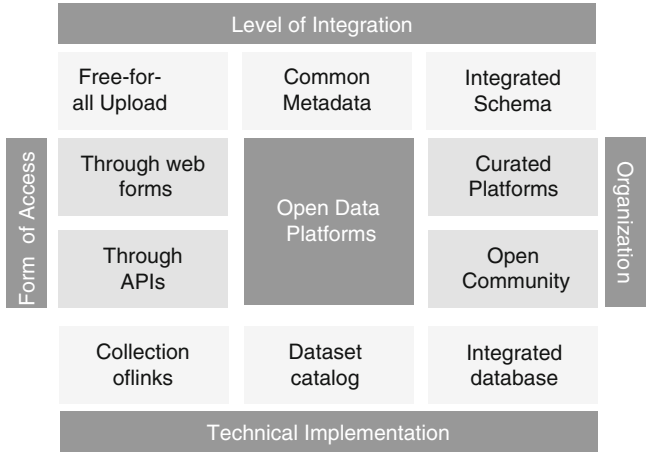 Level of Integration
Free-for-
all Upload
Common
Metadata
Integrated
Schema
Form of Access
Through web
forms
Through
APIs
Open Data
Platforms
Curated
Platforms
Open
Community
Organization
Collection
oflinks
Dataset
catalog
Integrated
database
Technical Implementation